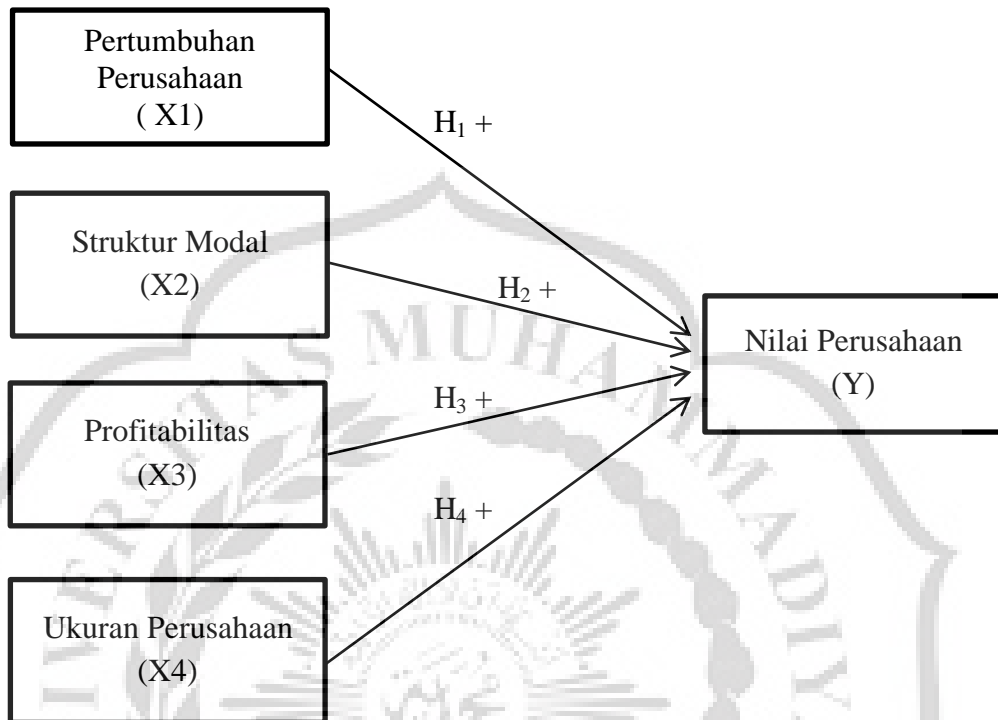 Pertumbuhan
Perusahaan
( X1)
H₁ +
Struktur Modal
(X2)
H₂ +
Nilai Perusahaan
(Y)
Profitabilitas
(X3)
H₃ +
H₄ +
Ukuran Perusahaan
(X4)